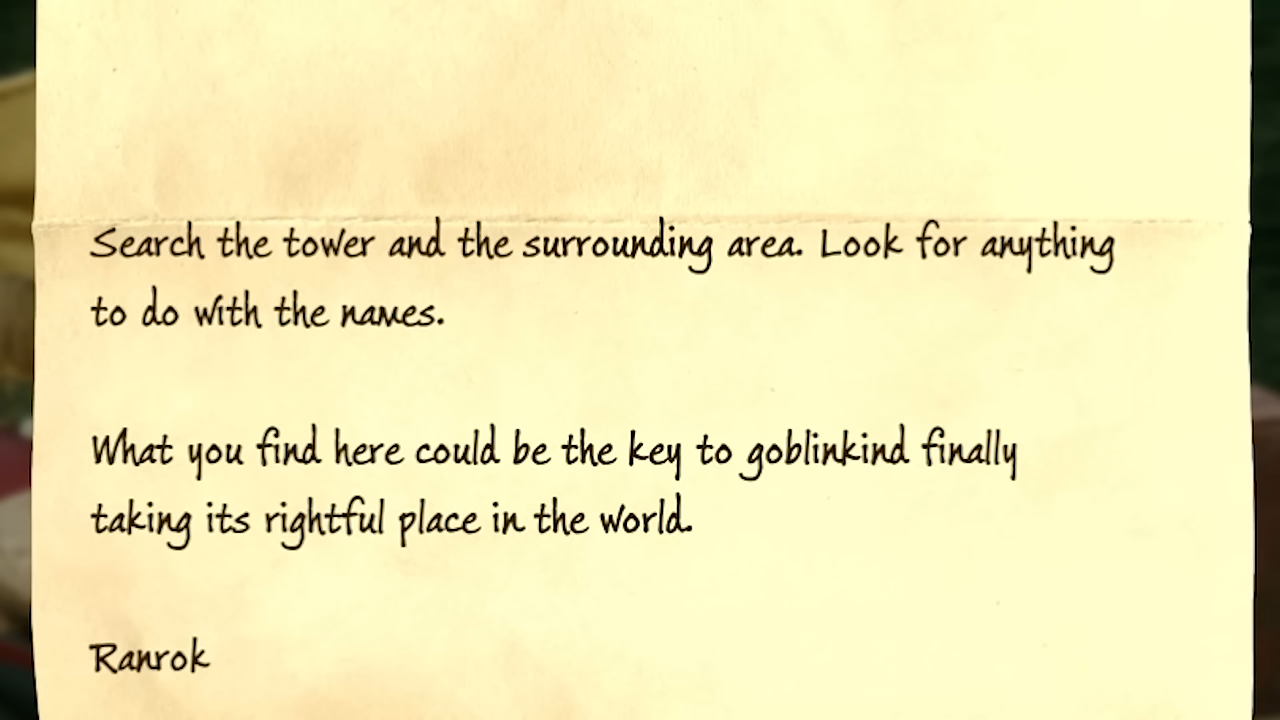 Search the tower and the surrounding area. Look for anything
to do with the names.
What you find here could be the key to goblinkind finally
taking its rightful place in the world.
Ranrok